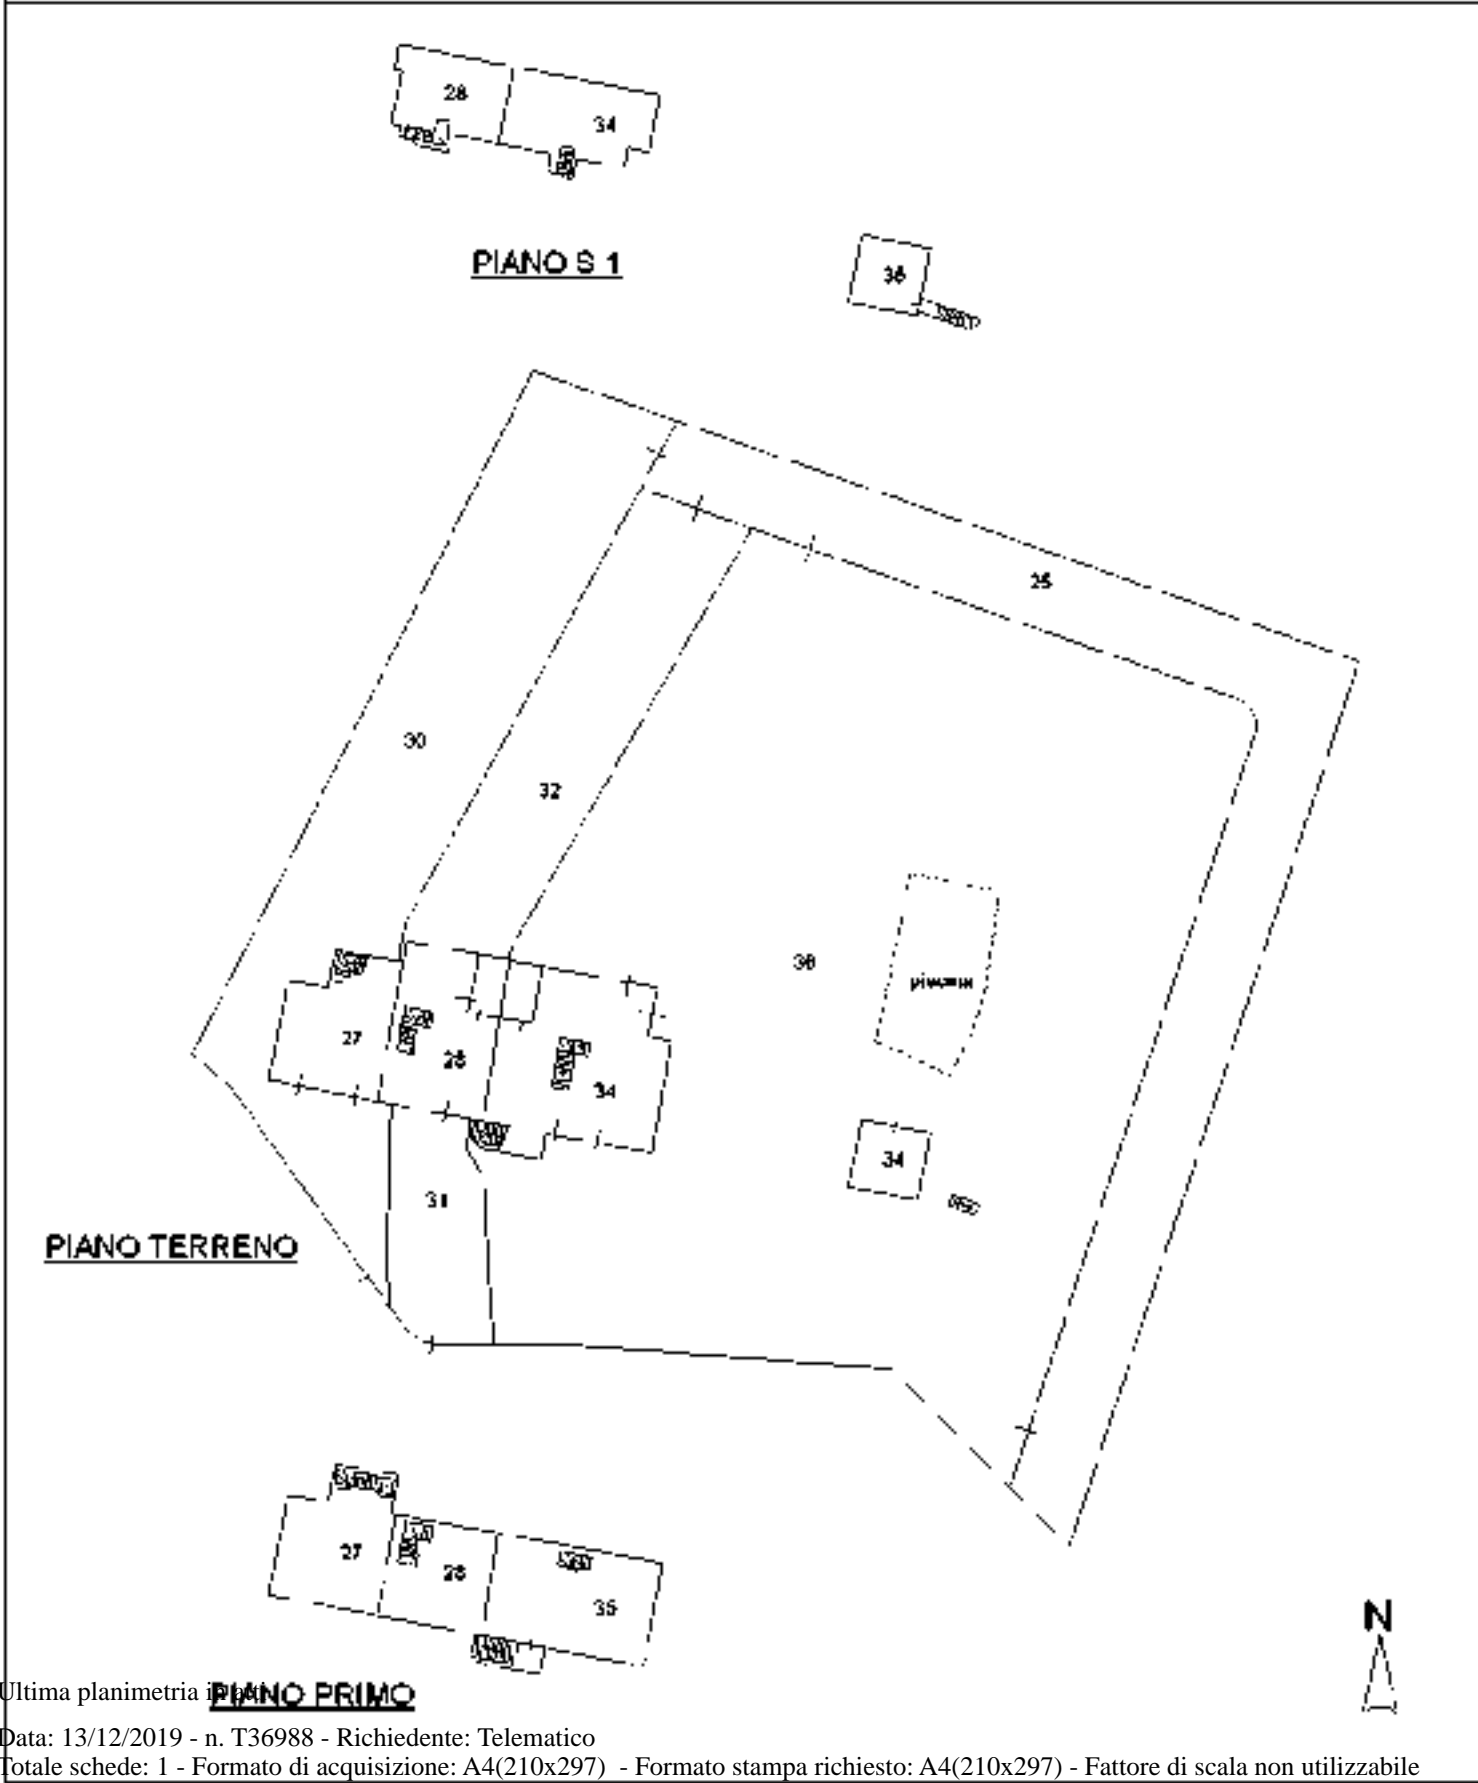 28
34
PIANO S 1
36
25
30
32
38
piscina
27
28
34
34
31
PIANO TERRENO
27
28
35
N
PIANO PRIMO
Ultima planimetria in atti
Data: 13/12/2019 - n. T36988 - Richiedente: Telematico
Totale schede: 1 - Formato di acquisizione: A4(210x297) - Formato stampa richiesto: A4(210x297) - Fattore di scala non utilizzabile